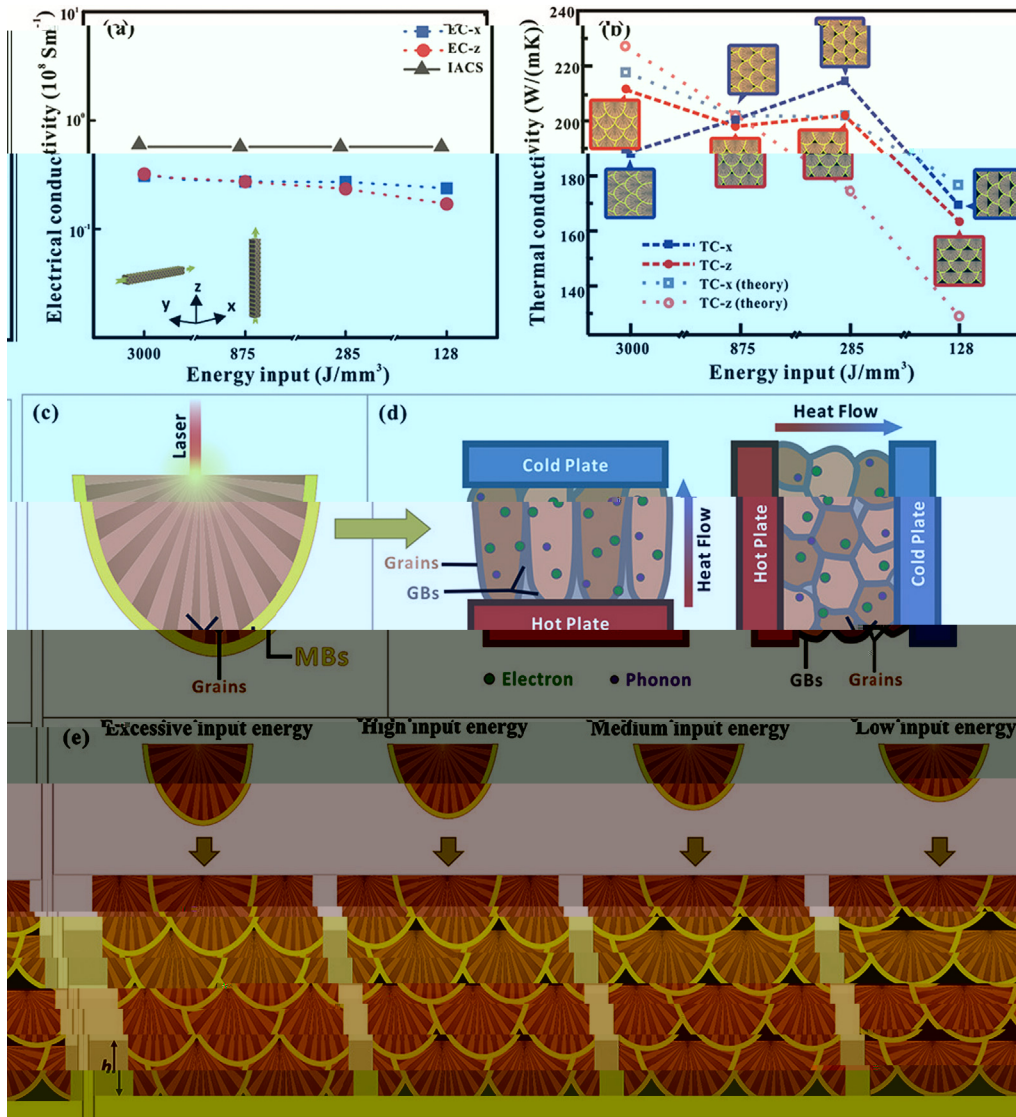 (a)
EC-x
EC-z
IACS
Electrical conductivity (10⁸ Sm⁻¹)
10¹
10⁰
10⁻¹
z
y
x
3000
875
285
128
Energy input (J/mm³)
(b)
Thermal conductivity (W/(mK))
240
220
200
180
160
140
TC-x
TC-z
TC-x (theory)
TC-z (theory)
3000
875
285
128
Energy input (J/mm³)
(c)
Laser
MBs
Grains
(d)
Cold Plate
Grains
GBs
Hot Plate
Heat Flow
Heat Flow
Hot Plate
Cold Plate
GBs
Grains
Electron
Phonon
(e)
Excessive input energy
High input energy
Medium input energy
Low input energy
h